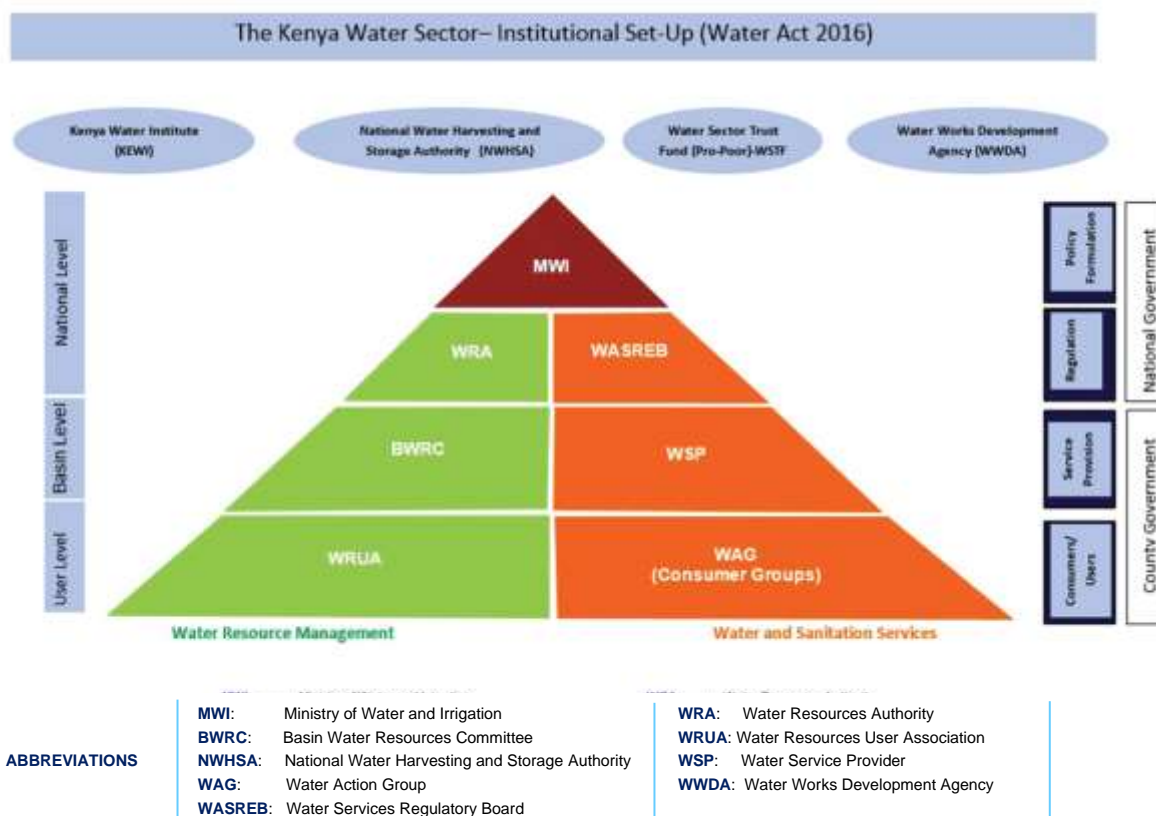 The Kenya Water Sector– Institutional Set-Up (Water Act 2016)
Kenya Water Institute
(KEWI)
National Water Harvesting and
Storage Authority (NWHSA)
Water Sector Trust
Fund (Pro-Poor)-WSTF
Water Works Development
Agency (WWDA)
National Level
Basin Level
User Level
MWI
WRA
WASREB
BWRC
WSP
WRUA
WAG
(Consumer Groups)
Policy
Formulation
Regulation
Service
Provision
Consumers/
Users
National Government
County Government
Water Resource Management
Water and Sanitation Services
ABBREVIATIONS
MWI: Ministry of Water and Irrigation
BWRC: Basin Water Resources Committee
NWHSA: National Water Harvesting and Storage Authority
WAG: Water Action Group
WASREB: Water Services Regulatory Board
WRA: Water Resources Authority
WRUA: Water Resources User Association
WSP: Water Service Provider
WWDA: Water Works Development Agency